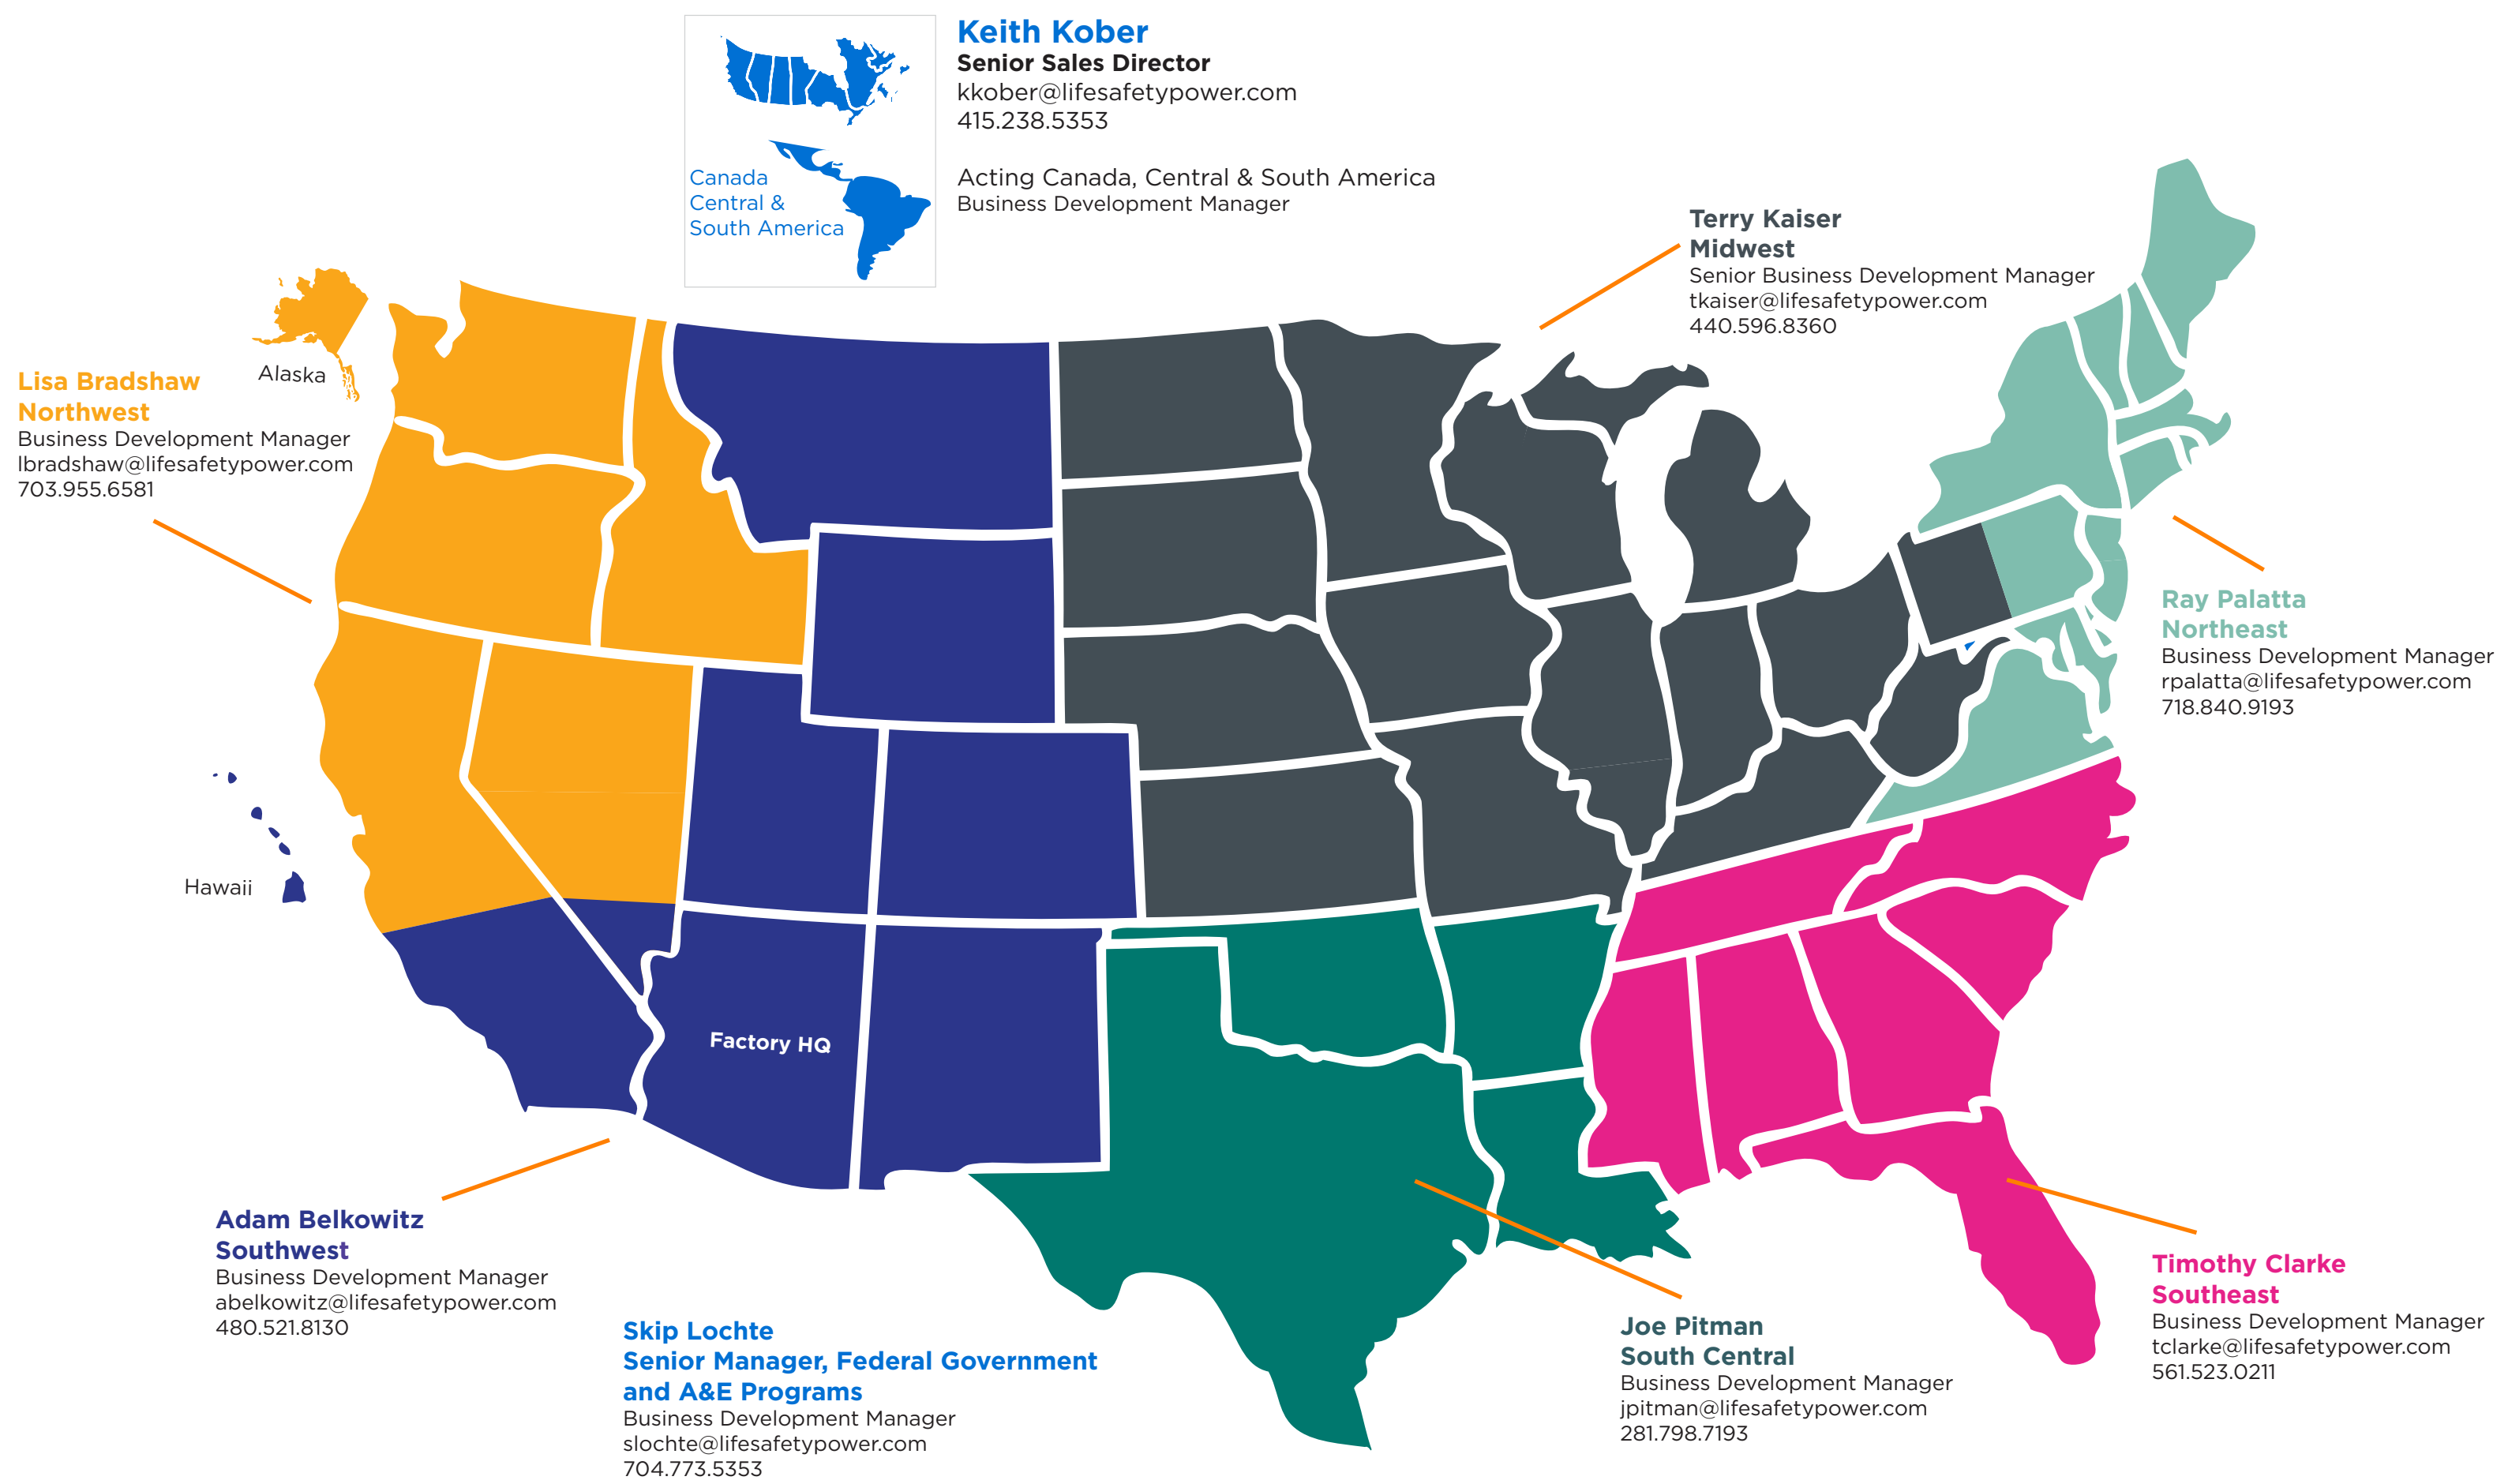 Keith Kober
Senior Sales Director
kkober@lifesafetypower.com
415.238.5353
Acting Canada, Central & South America
Business Development Manager
Canada
Central &
South America
Terry Kaiser
Midwest
Senior Business Development Manager
tkaiser@lifesafetypower.com
440.596.8360
Alaska
Lisa Bradshaw
Northwest
Business Development Manager
lbradshaw@lifesafetypower.com
703.955.6581
Ray Palatta
Northeast
Business Development Manager
rpalatta@lifesafetypower.com
718.840.9193
Hawaii
Factory HQ
Adam Belkowitz
Southwest
Business Development Manager
abelkowitz@lifesafetypower.com
480.521.8130
Skip Lochte
Senior Manager, Federal Government
and A&E Programs
Business Development Manager
slochte@lifesafetypower.com
704.773.5353
Joe Pitman
South Central
Business Development Manager
jpitman@lifesafetypower.com
281.798.7193
Timothy Clarke
Southeast
Business Development Manager
tclarke@lifesafetypower.com
561.523.0211